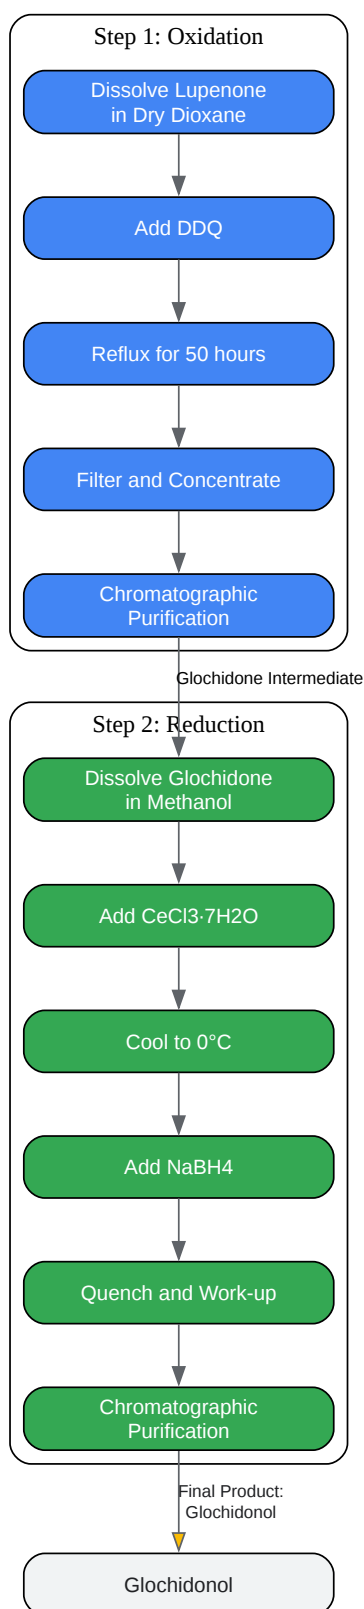 Step 1: Oxidation
Dissolve Lupenone
in Dry Dioxane
Add DDQ
Reflux for 50 hours
Filter and Concentrate
Chromatographic
Purification
Glochidone Intermediate
Step 2: Reduction
Dissolve Glochidone
in Methanol
Add CeCl3·7H2O
Cool to 0°C
Add NaBH4
Quench and Work-up
Chromatographic
Purification
Final Product:
Glochidonol
Glochidonol